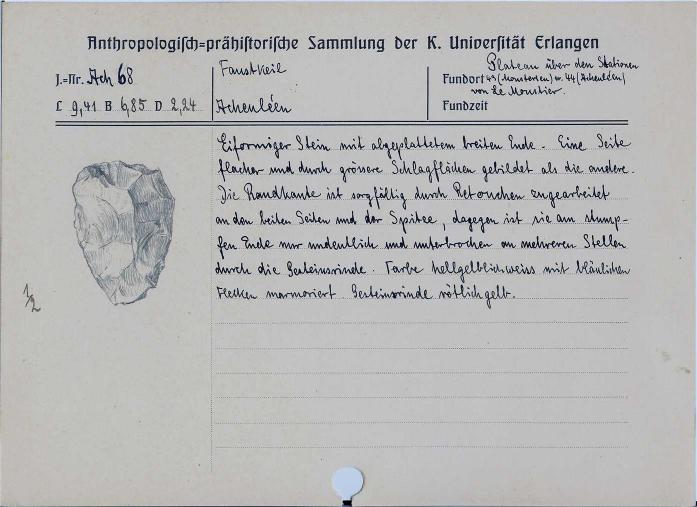 Anthropologisch=prähistorische Sammlung der K. Universität Erlangen
J.=Nr. Ach 68
L 9,41 B 6,85 D 2,24
Faustkeil
Acheuléen
Plateau über den Stationen
Fundort 43 (Mousterien) u. 44 (Acheuléen)
von Le Moustier.
Fundzeit
Eiförmiger Stein mit abgeplattetem breiten Ende. Eine Seite
flacher und durch grössere Schlagflächen gebildet als die andere.
Die Randkante ist sorgfältig durch Retouchen zugearbeitet
an den beiden Seiten und der Spitze, dagegen ist sie am stump-
fen Ende nur undeutlich und unterbrochen an mehreren Stellen
durch die Gesteinsrinde. Farbe hellgelblichweiss mit bläulichen
Flecken marmoriert. Gesteinsrinde rötlichgelb.
1/2